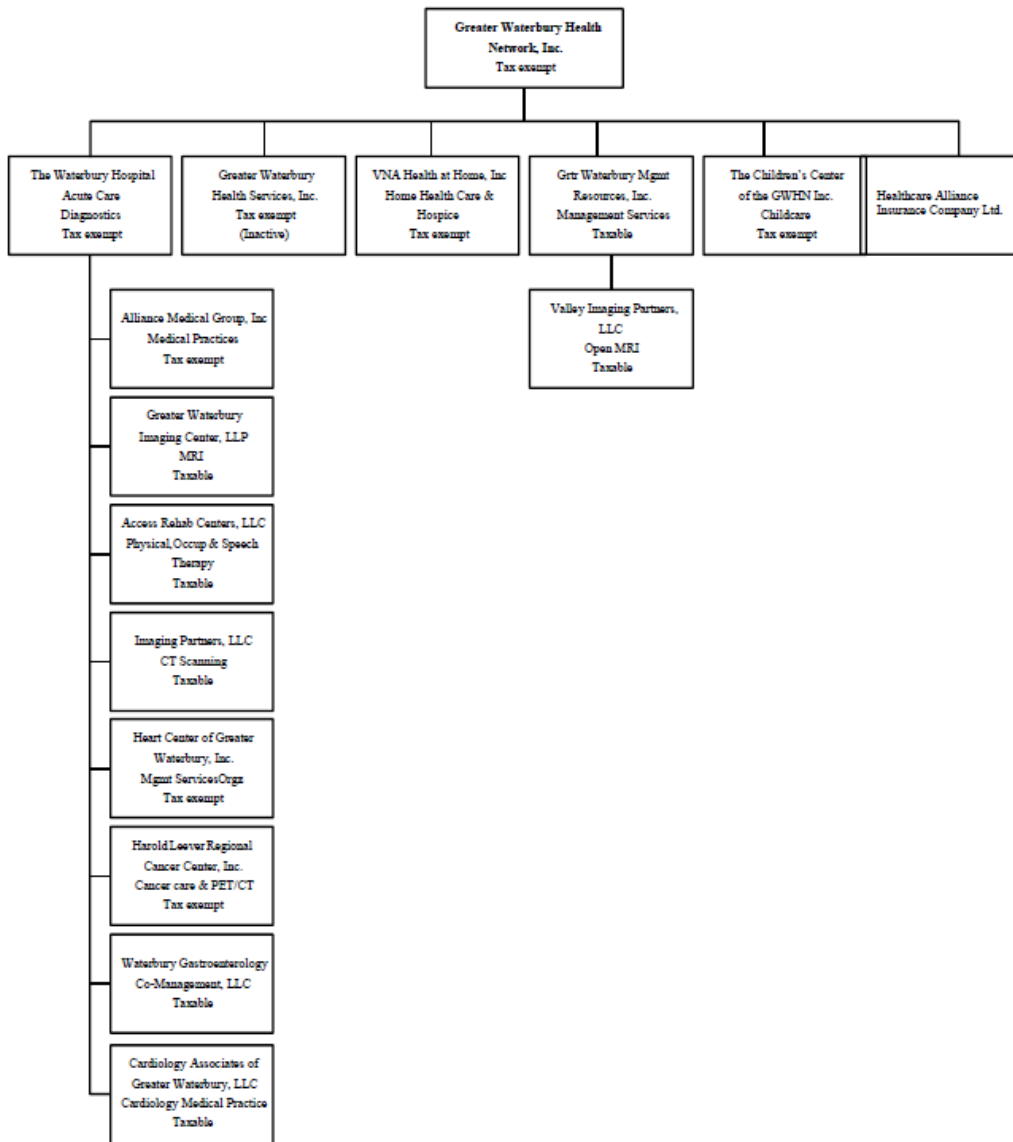 Greater Waterbury Health
Network, Inc.
Tax exempt
The Waterbury Hospital
Acute Care
Diagnostics
Tax exempt
Greater Waterbury
Health Services, Inc.
Tax exempt
(Inactive)
VNA Health at Home, Inc
Home Health Care &
Hospice
Tax exempt
Grtr Waterbury Mgmt
Resources, Inc.
Management Services
Taxable
The Children's Center
of the GWHN Inc.
Childcare
Tax exempt
Healthcare Alliance
Insurance Company Ltd.
Alliance Medical Group, Inc
Medical Practices
Tax exempt
Valley Imaging Partners,
LLC
Open MRI
Taxable
Greater Waterbury
Imaging Center, LLP
MRI
Taxable
Access Rehab Centers, LLC
Physical,Occup & Speech
Therapy
Taxable
Imaging Partners, LLC
CT Scanning
Taxable
Heart Center of Greater
Waterbury, Inc.
Mgmt ServicesOrgz
Tax exempt
Harold Leever Regional
Cancer Center, Inc.
Cancer care & PET/CT
Tax exempt
Waterbury Gastroenterology
Co-Management, LLC
Taxable
Cardiology Associates of
Greater Waterbury, LLC
Cardiology Medical Practice
Taxable